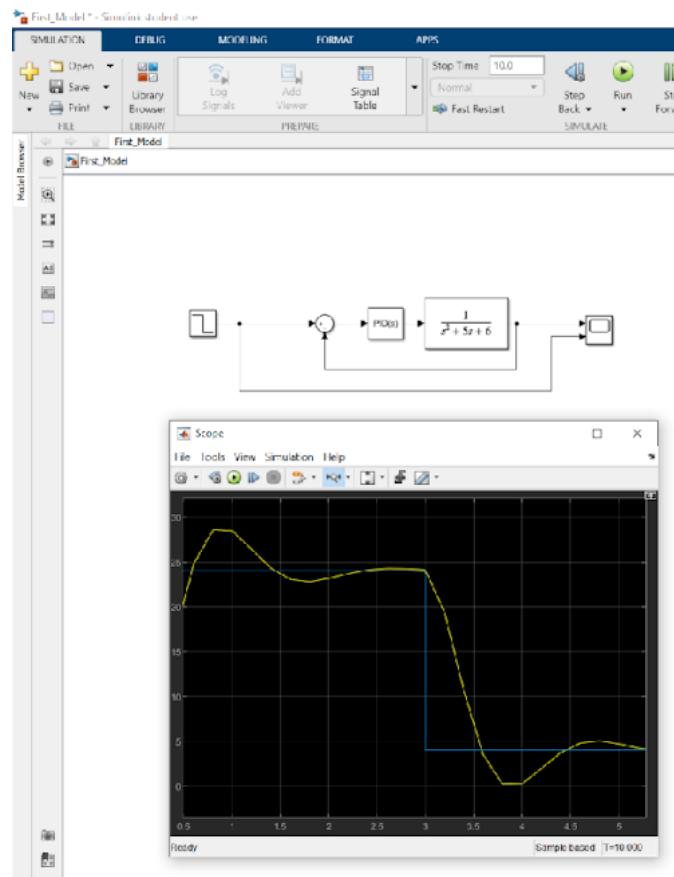 First_Model * - Simulink student use
SIMULATION DEBUG MODELING FORMAT APPS
New
Open
Save
Print
FILE
Library
Browser
LIBRARY
Log
Signals
Add
Viewer
Signal
Table
PREPARE
Stop Time 10.0
Normal
Fast Restart
Step
Back
Run
St
Forw
SIMULATE
Model Browser
First_Model
First_Model
PID(s)
1
s² + 5s + 6
Scope
File Tools View Simulation Help
30
25
20
15
10
5
0
0.5 1 1.5 2 2.5 3 3.5 4 4.5 5
Ready
Sample based T=10.000